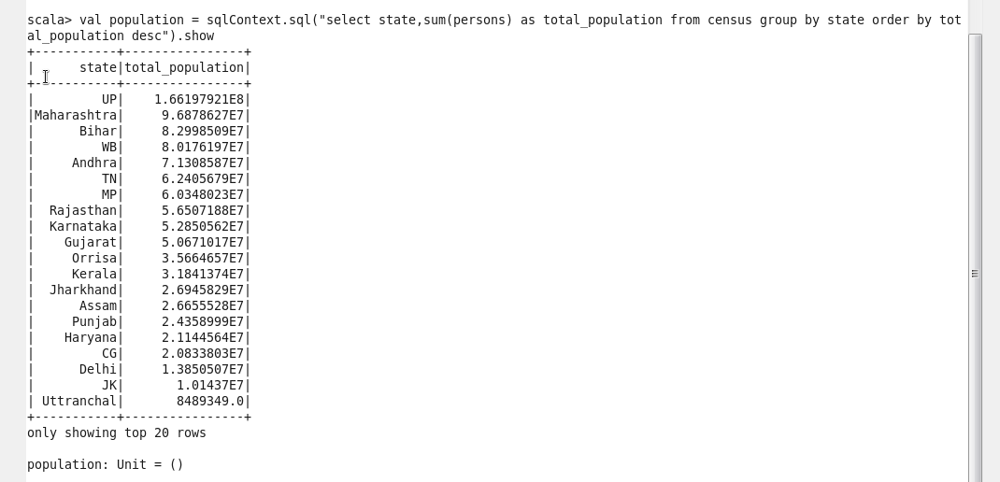 scala> val population = sqlContext.sql("select state,sum(persons) as total_population from census group by state order by tot
al_population desc").show
+-----------+----------------+
|      state|total_population|
+-----------+----------------+
|         UP|    1.66197921E8|
|Maharashtra|     9.6878627E7|
|      Bihar|     8.2998509E7|
|         WB|     8.0176197E7|
|     Andhra|     7.1308587E7|
|         TN|     6.2405679E7|
|         MP|     6.0348023E7|
|  Rajasthan|     5.6507188E7|
|  Karnataka|     5.2850562E7|
|    Gujarat|     5.0671017E7|
|     Orrisa|     3.5664657E7|
|     Kerala|     3.1841374E7|
|  Jharkhand|     2.6945829E7|
|      Assam|     2.6655528E7|
|     Punjab|     2.4358999E7|
|    Haryana|     2.1144564E7|
|         CG|     2.0833803E7|
|      Delhi|     1.3850507E7|
|         JK|       1.01437E7|
| Uttranchal|       8489349.0|
+-----------+----------------+
only showing top 20 rows

population: Unit = ()